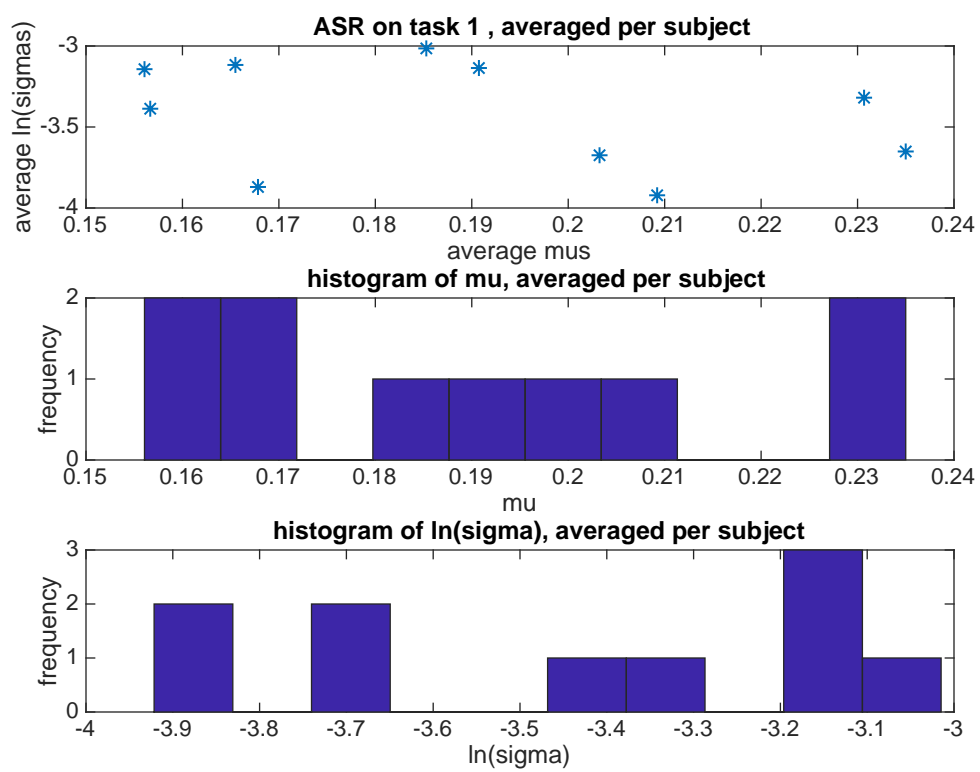 ASR on task 1 , averaged per subject
average ln(sigmas)
-3
-3.5
-4
0.15 0.16 0.17 0.18 0.19 0.2 0.21 0.22 0.23 0.24
average mus
histogram of mu, averaged per subject
frequency
2
1
0
0.15 0.16 0.17 0.18 0.19 0.2 0.21 0.22 0.23 0.24
mu
histogram of ln(sigma), averaged per subject
frequency
3
2
1
0
-4 -3.9 -3.8 -3.7 -3.6 -3.5 -3.4 -3.3 -3.2 -3.1 -3
ln(sigma)